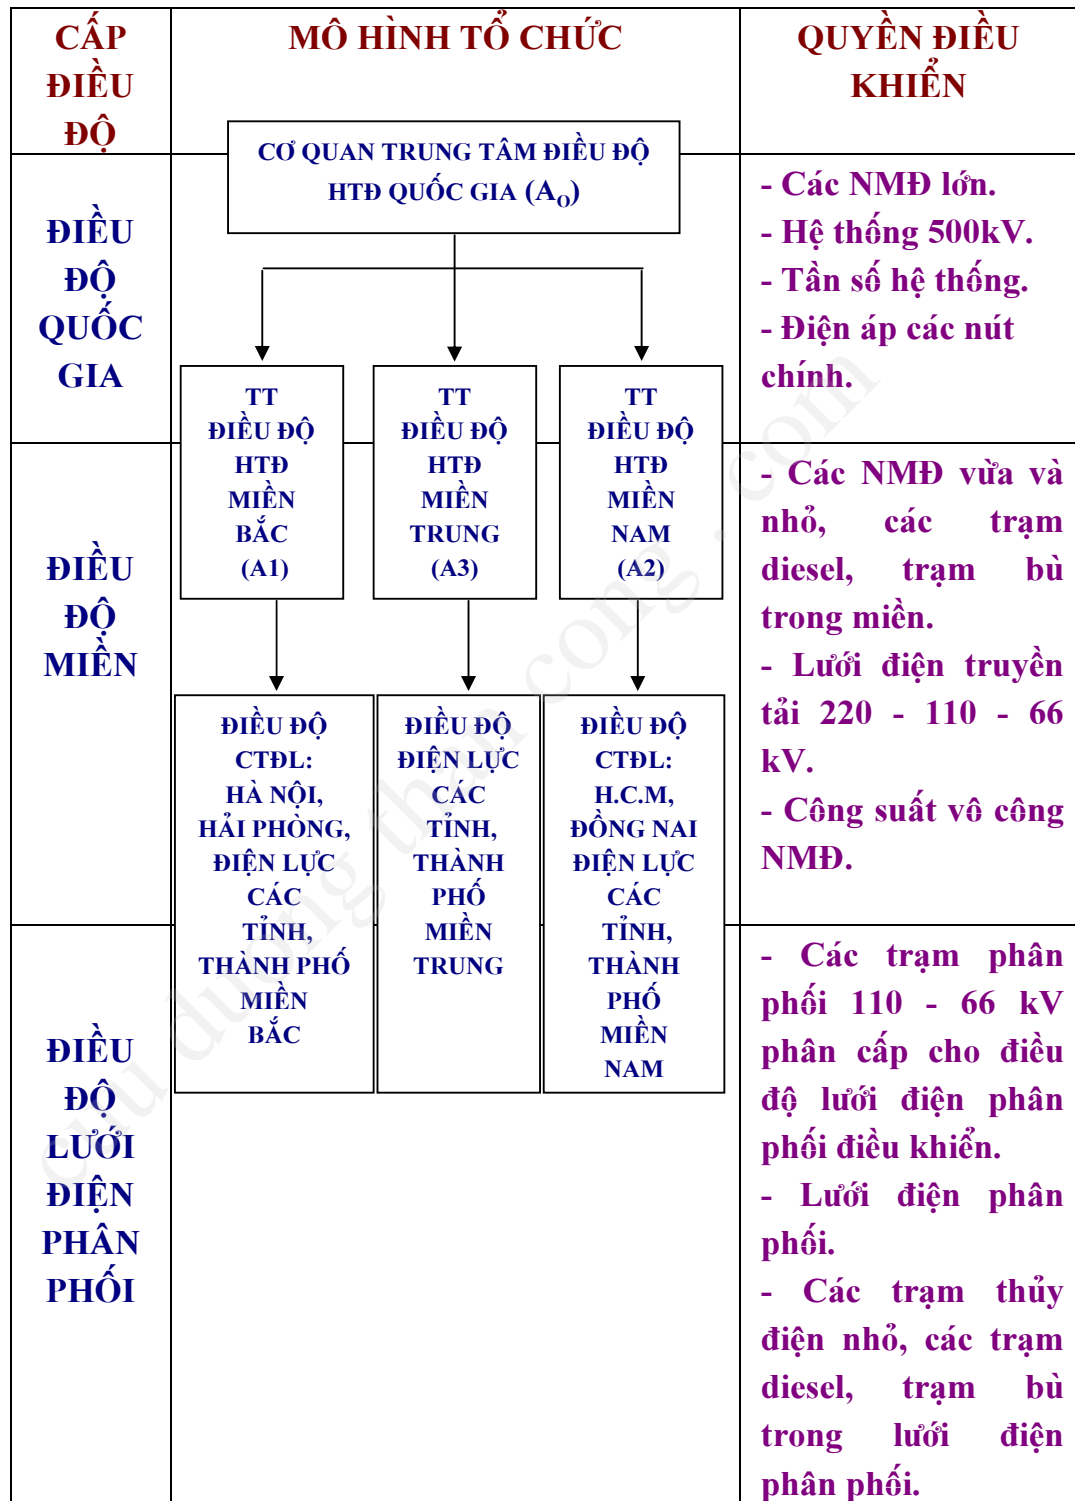 CẤP
ĐIỀU
ĐỘ
MÔ HÌNH TỔ CHỨC
QUYỀN ĐIỀU
KHIỂN
CƠ QUAN TRUNG TÂM ĐIỀU ĐỘ
HTĐ QUỐC GIA (A_O)
ĐIỀU
ĐỘ
QUỐC
GIA
- Các NMĐ lớn.
- Hệ thống 500kV.
- Tần số hệ thống.
- Điện áp các nút
chính.
TT
ĐIỀU ĐỘ
HTĐ
MIỀN
BẮC
(A1)
TT
ĐIỀU ĐỘ
HTĐ
MIỀN
TRUNG
(A3)
TT
ĐIỀU ĐỘ
HTĐ
MIỀN
NAM
(A2)
ĐIỀU
ĐỘ
MIỀN
- Các NMĐ vừa và
nhỏ, các trạm
diesel, trạm bù
trong miền.
- Lưới điện truyền
tải 220 - 110 - 66
kV.
- Công suất vô công
NMĐ.
ĐIỀU ĐỘ
CTĐL:
HÀ NỘI,
HẢI PHÒNG,
ĐIỆN LỰC
CÁC
TỈNH,
THÀNH PHỐ
MIỀN
BẮC
ĐIỀU ĐỘ
ĐIỆN LỰC
CÁC
TỈNH,
THÀNH
PHỐ
MIỀN
TRUNG
ĐIỀU ĐỘ
CTĐL:
H.C.M,
ĐỒNG NAI
ĐIỆN LỰC
CÁC
TỈNH,
THÀNH
PHỐ
MIỀN
NAM
ĐIỀU
ĐỘ
LƯỚI
ĐIỆN
PHÂN
PHỐI
- Các trạm phân
phối 110 - 66 kV
phân cấp cho điều
độ lưới điện phân
phối điều khiển.
- Lưới điện phân
phối.
- Các trạm thủy
điện nhỏ, các trạm
diesel, trạm bù
trong lưới điện
phân phối.
cuu duong than cong . com